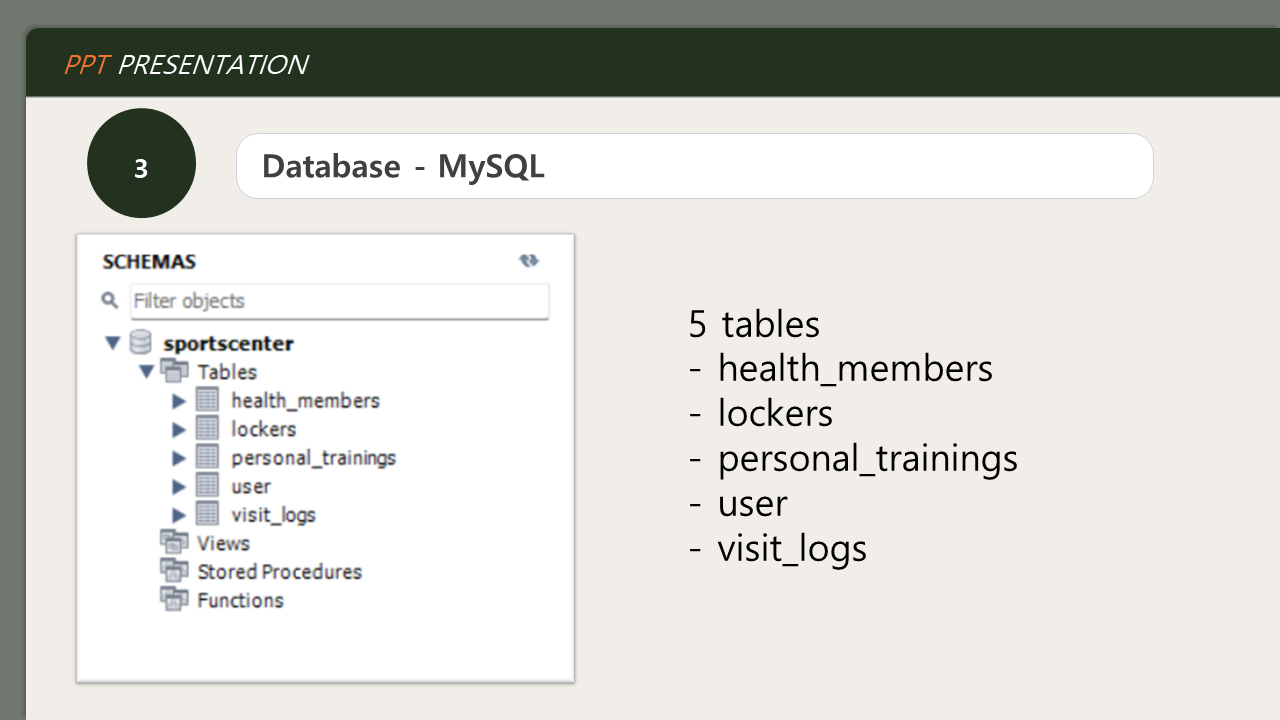 PPT PRESENTATION
3
Database - MySQL
SCHEMAS
Filter objects
sportscenter
Tables
health_members
lockers
personal_trainings
user
visit_logs
Views
Stored Procedures
Functions
5 tables
- health_members
- lockers
- personal_trainings
- user
- visit_logs